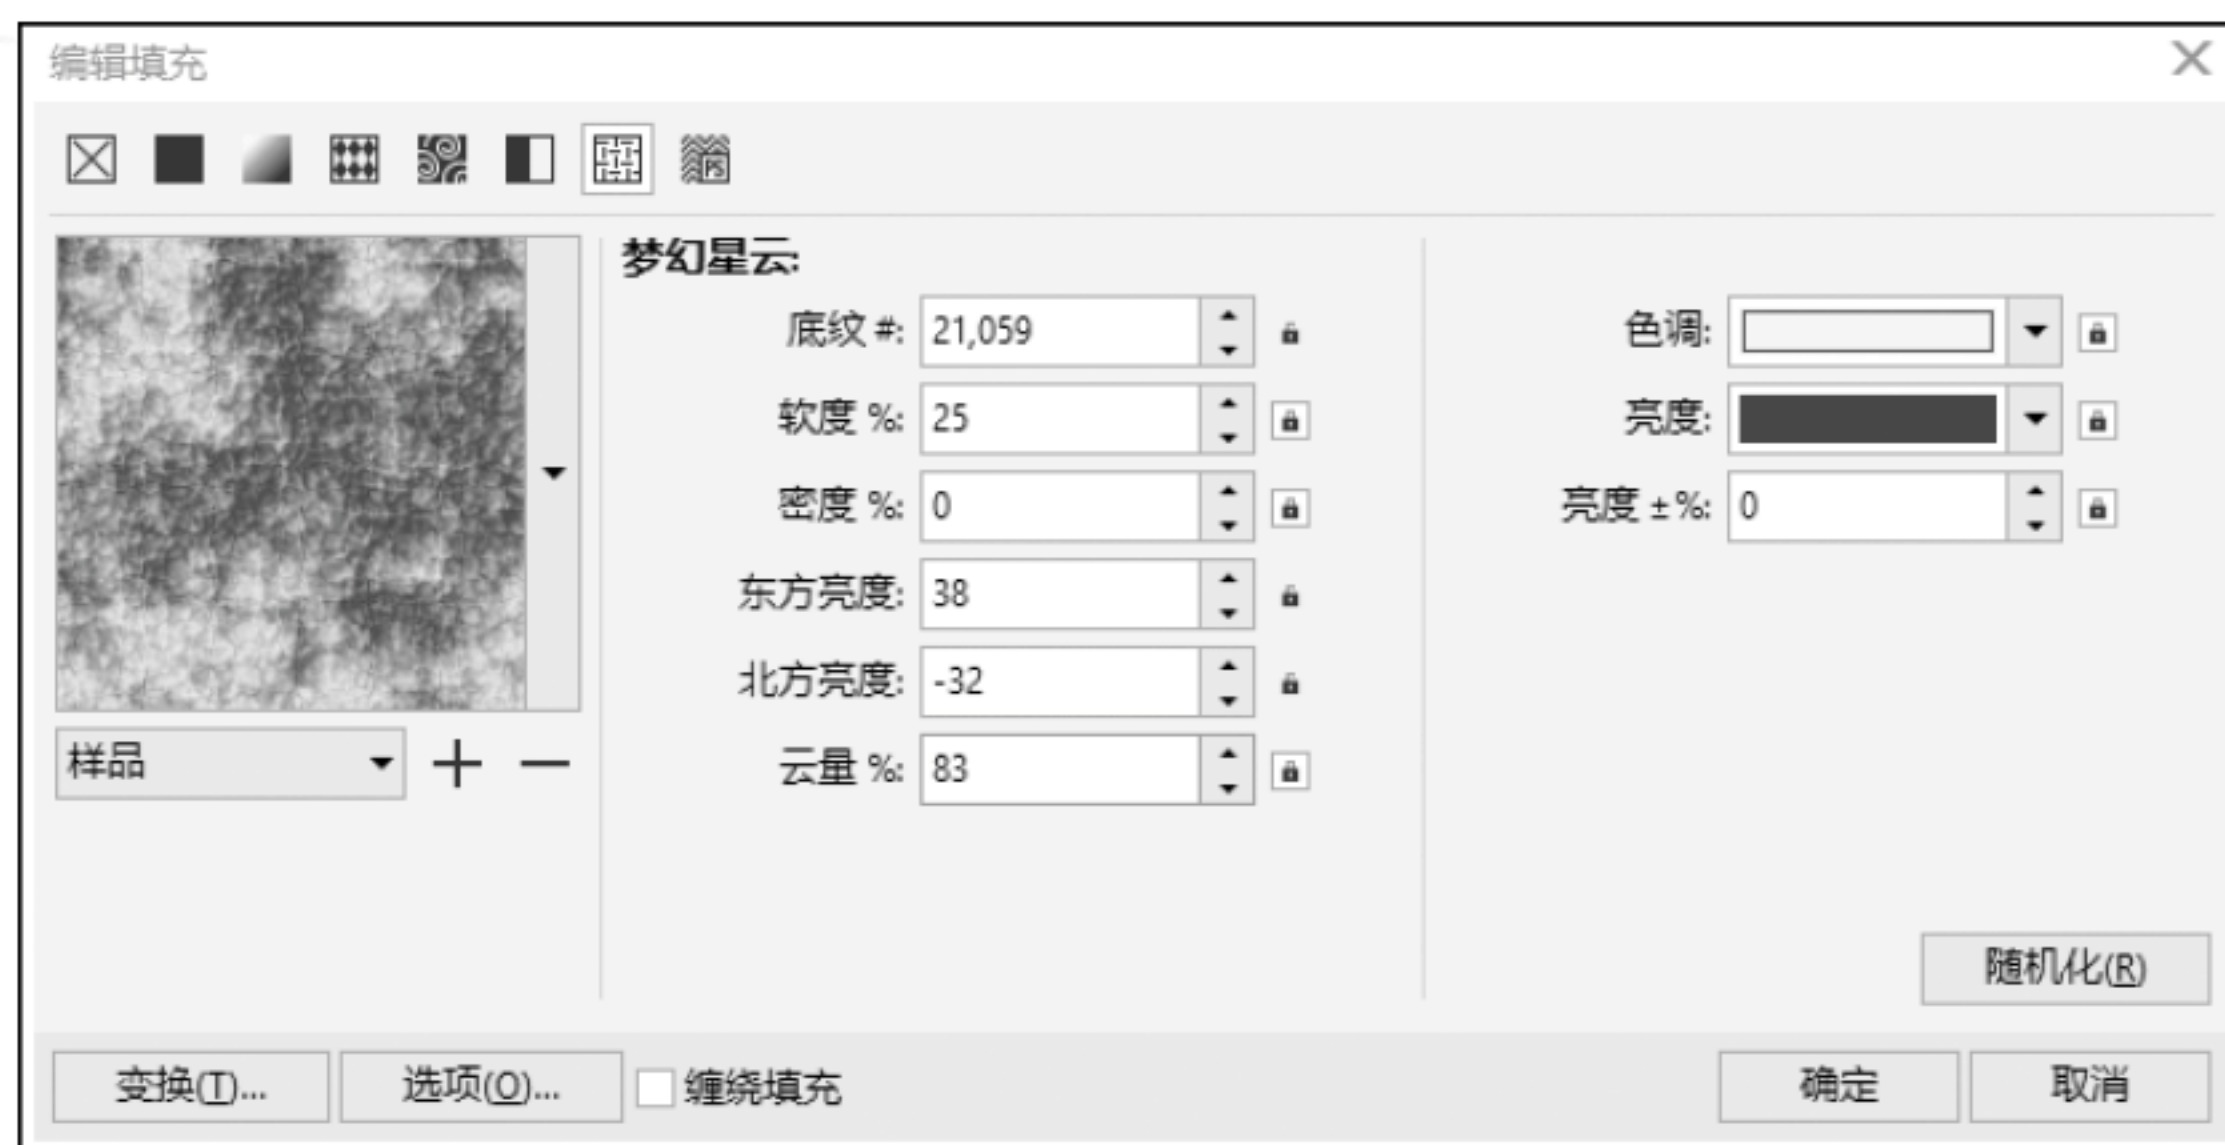 编辑填充
PS
梦幻星云:
底纹 #: 21,059
色调:
软度 %: 25
亮度:
密度 %: 0
亮度 ±%: 0
东方亮度: 38
北方亮度: -32
云量 %: 83
样品
随机化(R)
变换(T)... 选项(O)... 缠绕填充 确定 取消